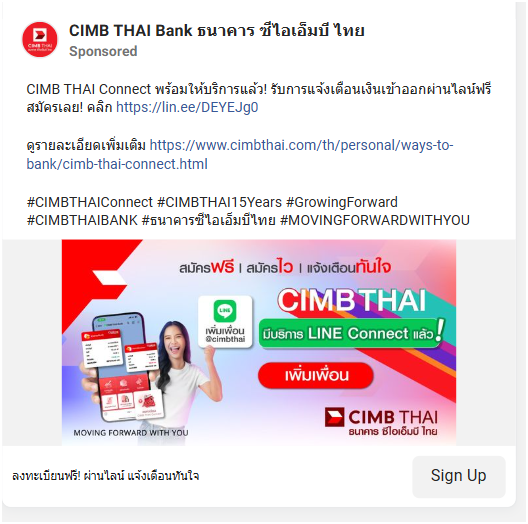 CIMB THAI Bank ธนาคาร ซีไอเอ็มบี ไทย
Sponsored
CIMB THAI Connect พร้อมให้บริการแล้ว! รับการแจ้งเตือนเงินเข้าออกผ่านไลน์ฟรี
สมัครเลย! คลิก https://lin.ee/DEYEJg0
ดูรายละเอียดเพิ่มเติม https://www.cimbthai.com/th/personal/ways-to-
bank/cimb-thai-connect.html
#CIMBTHAIConnect #CIMBTHAI15Years #GrowingForward
#CIMBTHAIBANK #ธนาคารซีไอเอ็มบีไทย #MOVINGFORWARDWITHYOU
สมัครฟรี | สมัครไว | แจ้งเตือนทันใจ
CIMB THAI
มีบริการ LINE Connect แล้ว!
LINE
เพิ่มเพื่อน
@cimbthai
เพิ่มเพื่อน
CIMB THAI
ธนาคาร ซีไอเอ็มบี ไทย
MOVING FORWARD WITH YOU
ลงทะเบียนฟรี! ผ่านไลน์ แจ้งเตือนทันใจ
Sign Up